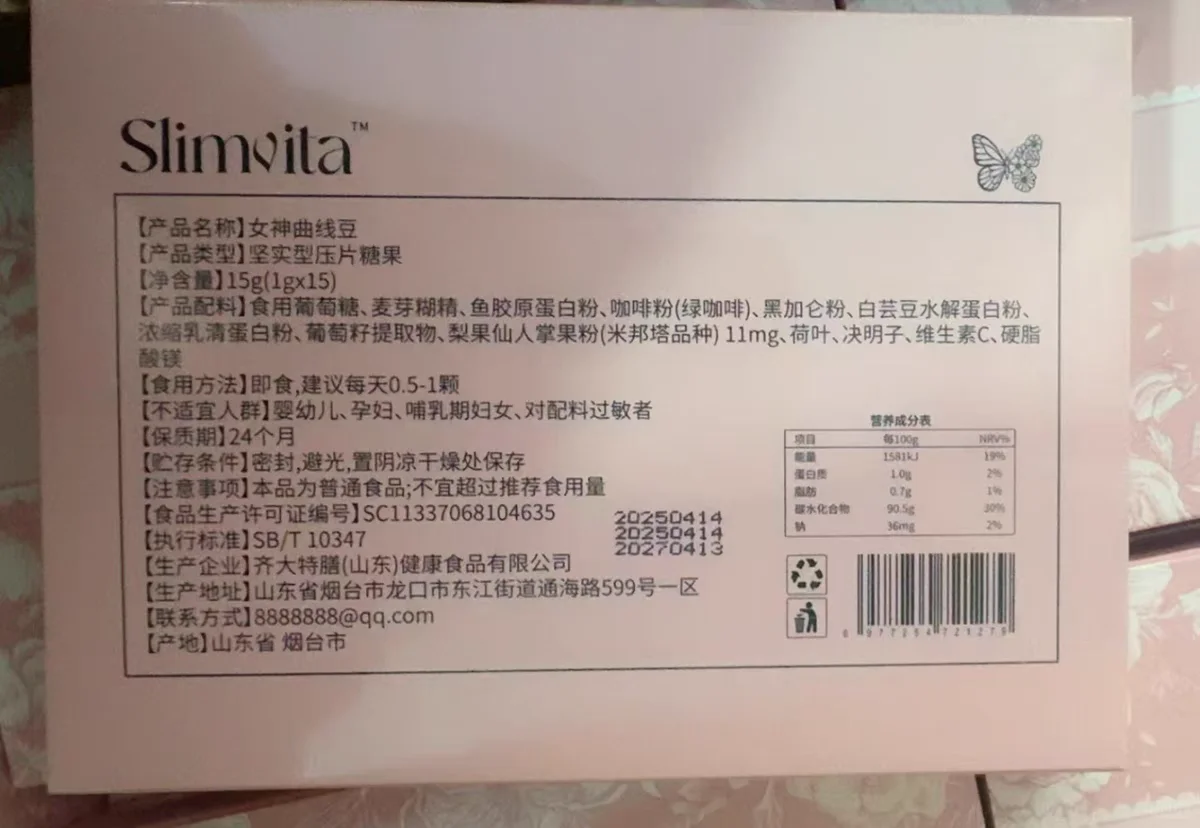 Slimvita™
【产品名称】女神曲线豆
【产品类型】坚实型压片糖果
【净含量】15g(1gx15)
【产品配料】食用葡萄糖、麦芽糊精、鱼胶原蛋白粉、咖啡粉(绿咖啡)、黑加仑粉、白芸豆水解蛋白粉、
浓缩乳清蛋白粉、葡萄籽提取物、梨果仙人掌果粉(米邦塔品种) 11mg、荷叶、决明子、维生素C、硬脂
酸镁
【食用方法】即食,建议每天0.5-1颗
【不适宜人群】婴幼儿、孕妇、哺乳期妇女、对配料过敏者
【保质期】24个月
【贮存条件】密封,避光,置阴凉干燥处保存
【注意事项】本品为普通食品;不宜超过推荐食用量
【食品生产许可证编号】SC11337068104635
【执行标准】SB/T 10347
【生产企业】齐大特膳(山东)健康食品有限公司
【生产地址】山东省烟台市龙口市东江街道通海路599号一区
【联系方式】8888888@qq.com
【产地】山东省 烟台市
20250414
20250414
20270413
营养成分表
项目 每100g NRV%
能量 1581kJ 19%
蛋白质 1.0g 2%
脂肪 0.7g 1%
碳水化合物 90.5g 30%
钠 36mg 2%
6 977254 721279